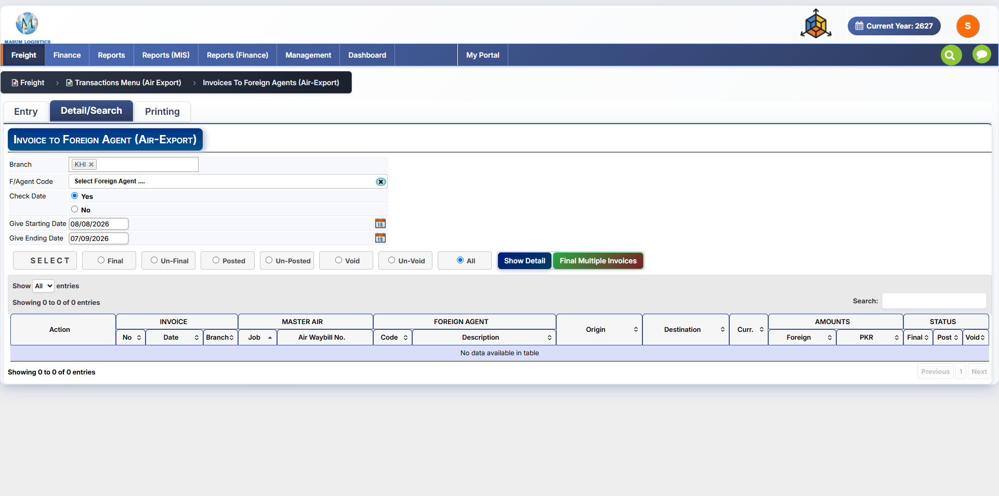 MASUM LOGISTICS
Current Year: 2627
S
Freight Finance Reports Reports (MIS) Reports (Finance) Management Dashboard My Portal
Freight › Transactions Menu (Air Export) › Invoices To Foreign Agents (Air-Export)
Entry Detail/Search Printing
Invoice to Foreign Agent (Air-Export)
Branch KHI ×
F/Agent Code Select Foreign Agent ....
Check Date Yes
No
Give Starting Date 08/08/2026 15
Give Ending Date 07/09/2026 15
SELECT Final Un-Final Posted Un-Posted Void Un-Void All Show Detail Final Multiple Invoices
Show All entries
Showing 0 to 0 of 0 entries Search:
Action INVOICE MASTER AIR FOREIGN AGENT Origin Destination Curr. AMOUNTS STATUS
No Date Branch Job Air Waybill No. Code Description Foreign PKR Final Post Void
No data available in table
Showing 0 to 0 of 0 entries Previous 1 Next